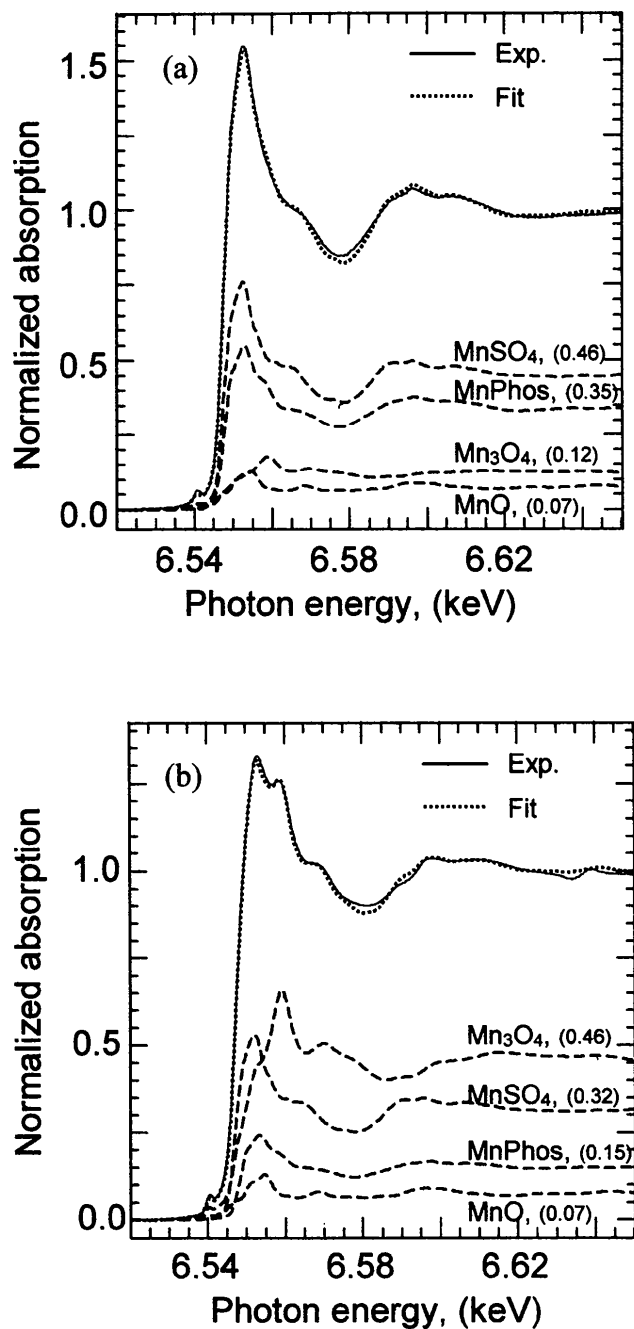 (a)
Exp.
Fit
1.5
1.0
0.5
0.0
Normalized absorption
MnSO₄, (0.46)
MnPhos, (0.35)
Mn₃O₄, (0.12)
MnO, (0.07)
6.54 6.58 6.62
Photon energy, (keV)
(b)
Exp.
Fit
1.0
0.5
0.0
Normalized absorption
Mn₃O₄, (0.46)
MnSO₄, (0.32)
MnPhos, (0.15)
MnO, (0.07)
6.54 6.58 6.62
Photon energy, (keV)